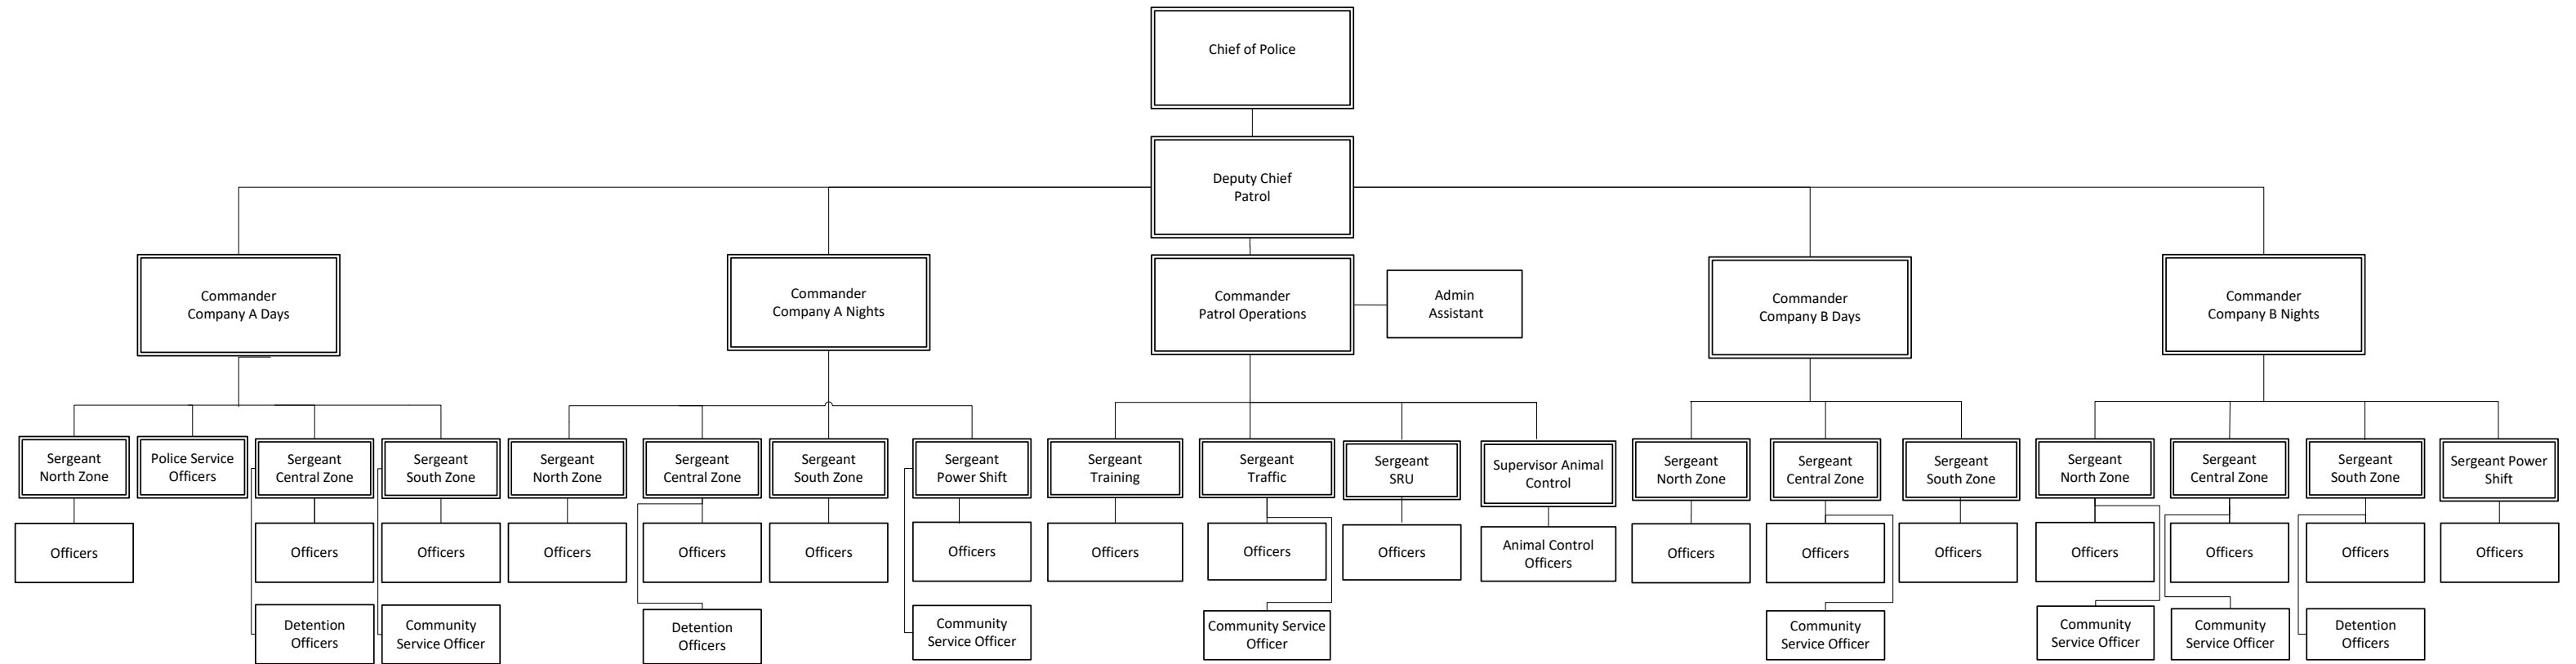 Chief of Police
Deputy Chief
Patrol
Commander
Company A Days
Commander
Company A Nights
Commander
Patrol Operations
Admin
Assistant
Commander
Company B Days
Commander
Company B Nights
Sergeant
North Zone
Police Service
Officers
Sergeant
Central Zone
Sergeant
South Zone
Sergeant
North Zone
Sergeant
Central Zone
Sergeant
South Zone
Sergeant
Power Shift
Sergeant
Training
Sergeant
Traffic
Sergeant
SRU
Supervisor Animal
Control
Sergeant
North Zone
Sergeant
Central Zone
Sergeant
South Zone
Sergeant
North Zone
Sergeant
Central Zone
Sergeant
South Zone
Sergeant Power
Shift
Officers
Officers
Officers
Officers
Officers
Officers
Officers
Officers
Officers
Officers
Animal Control
Officers
Officers
Officers
Officers
Officers
Officers
Officers
Officers
Detention
Officers
Community
Service Officer
Detention
Officers
Community
Service Officer
Community Service
Officer
Community
Service Officer
Community
Service Officer
Community
Service Officer
Detention
Officers